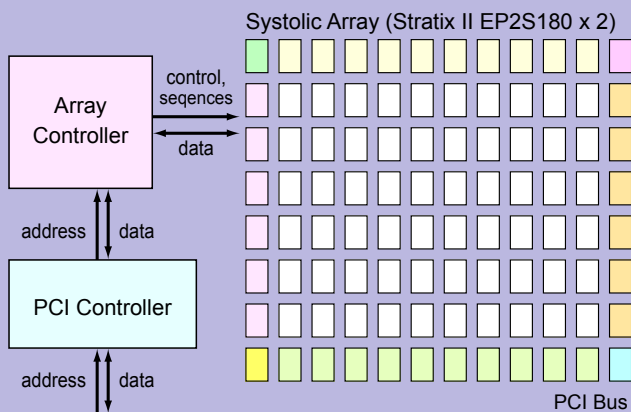 Systolic Array (Stratix II EP2S180 x 2)
Array
Controller
control,
seqences
data
address
data
PCI Controller
address
data
PCI Bus